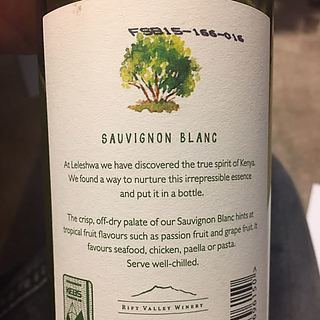 FSB15-166-016
SAUVIGNON BLANC
At Leleshwa we have discovered the true spirit of Kenya.
We found a way to nurture this irrepressible essence
and put it in a bottle.
The crisp, off-dry palate of our Sauvignon Blanc hints at
tropical fruit flavours such as passion fruit and grape fruit. It
favours seafood, chicken, paella or pasta.
Serve well-chilled.
KEBS
RIFT VALLEY WINERY